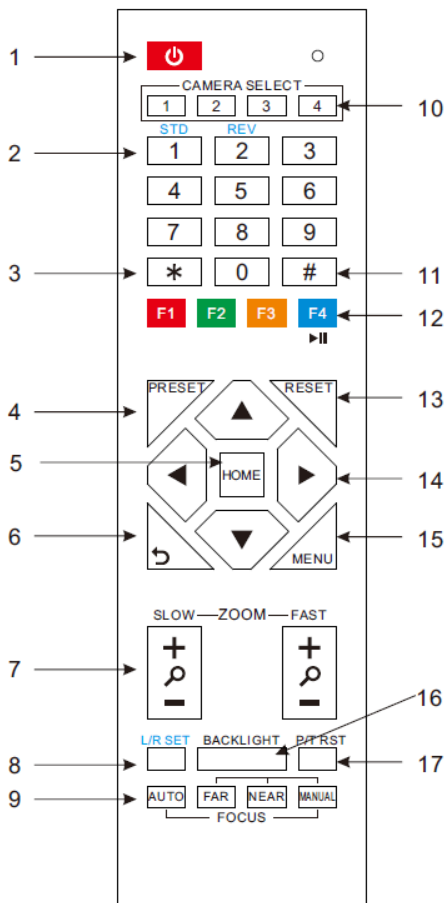 1
CAMERA SELECT
1 2 3 4 10
STD REV
2 1 2 3
4 5 6
7 8 9
3 * 0 # 11
F1 F2 F3 F4 12
PRESET RESET
4 13
5 HOME 14
6 MENU 15
SLOW ZOOM FAST
7 + +
− −
16
L/R SET BACKLIGHT P/T RST
8 17
9 AUTO FAR NEAR MANUAL
FOCUS